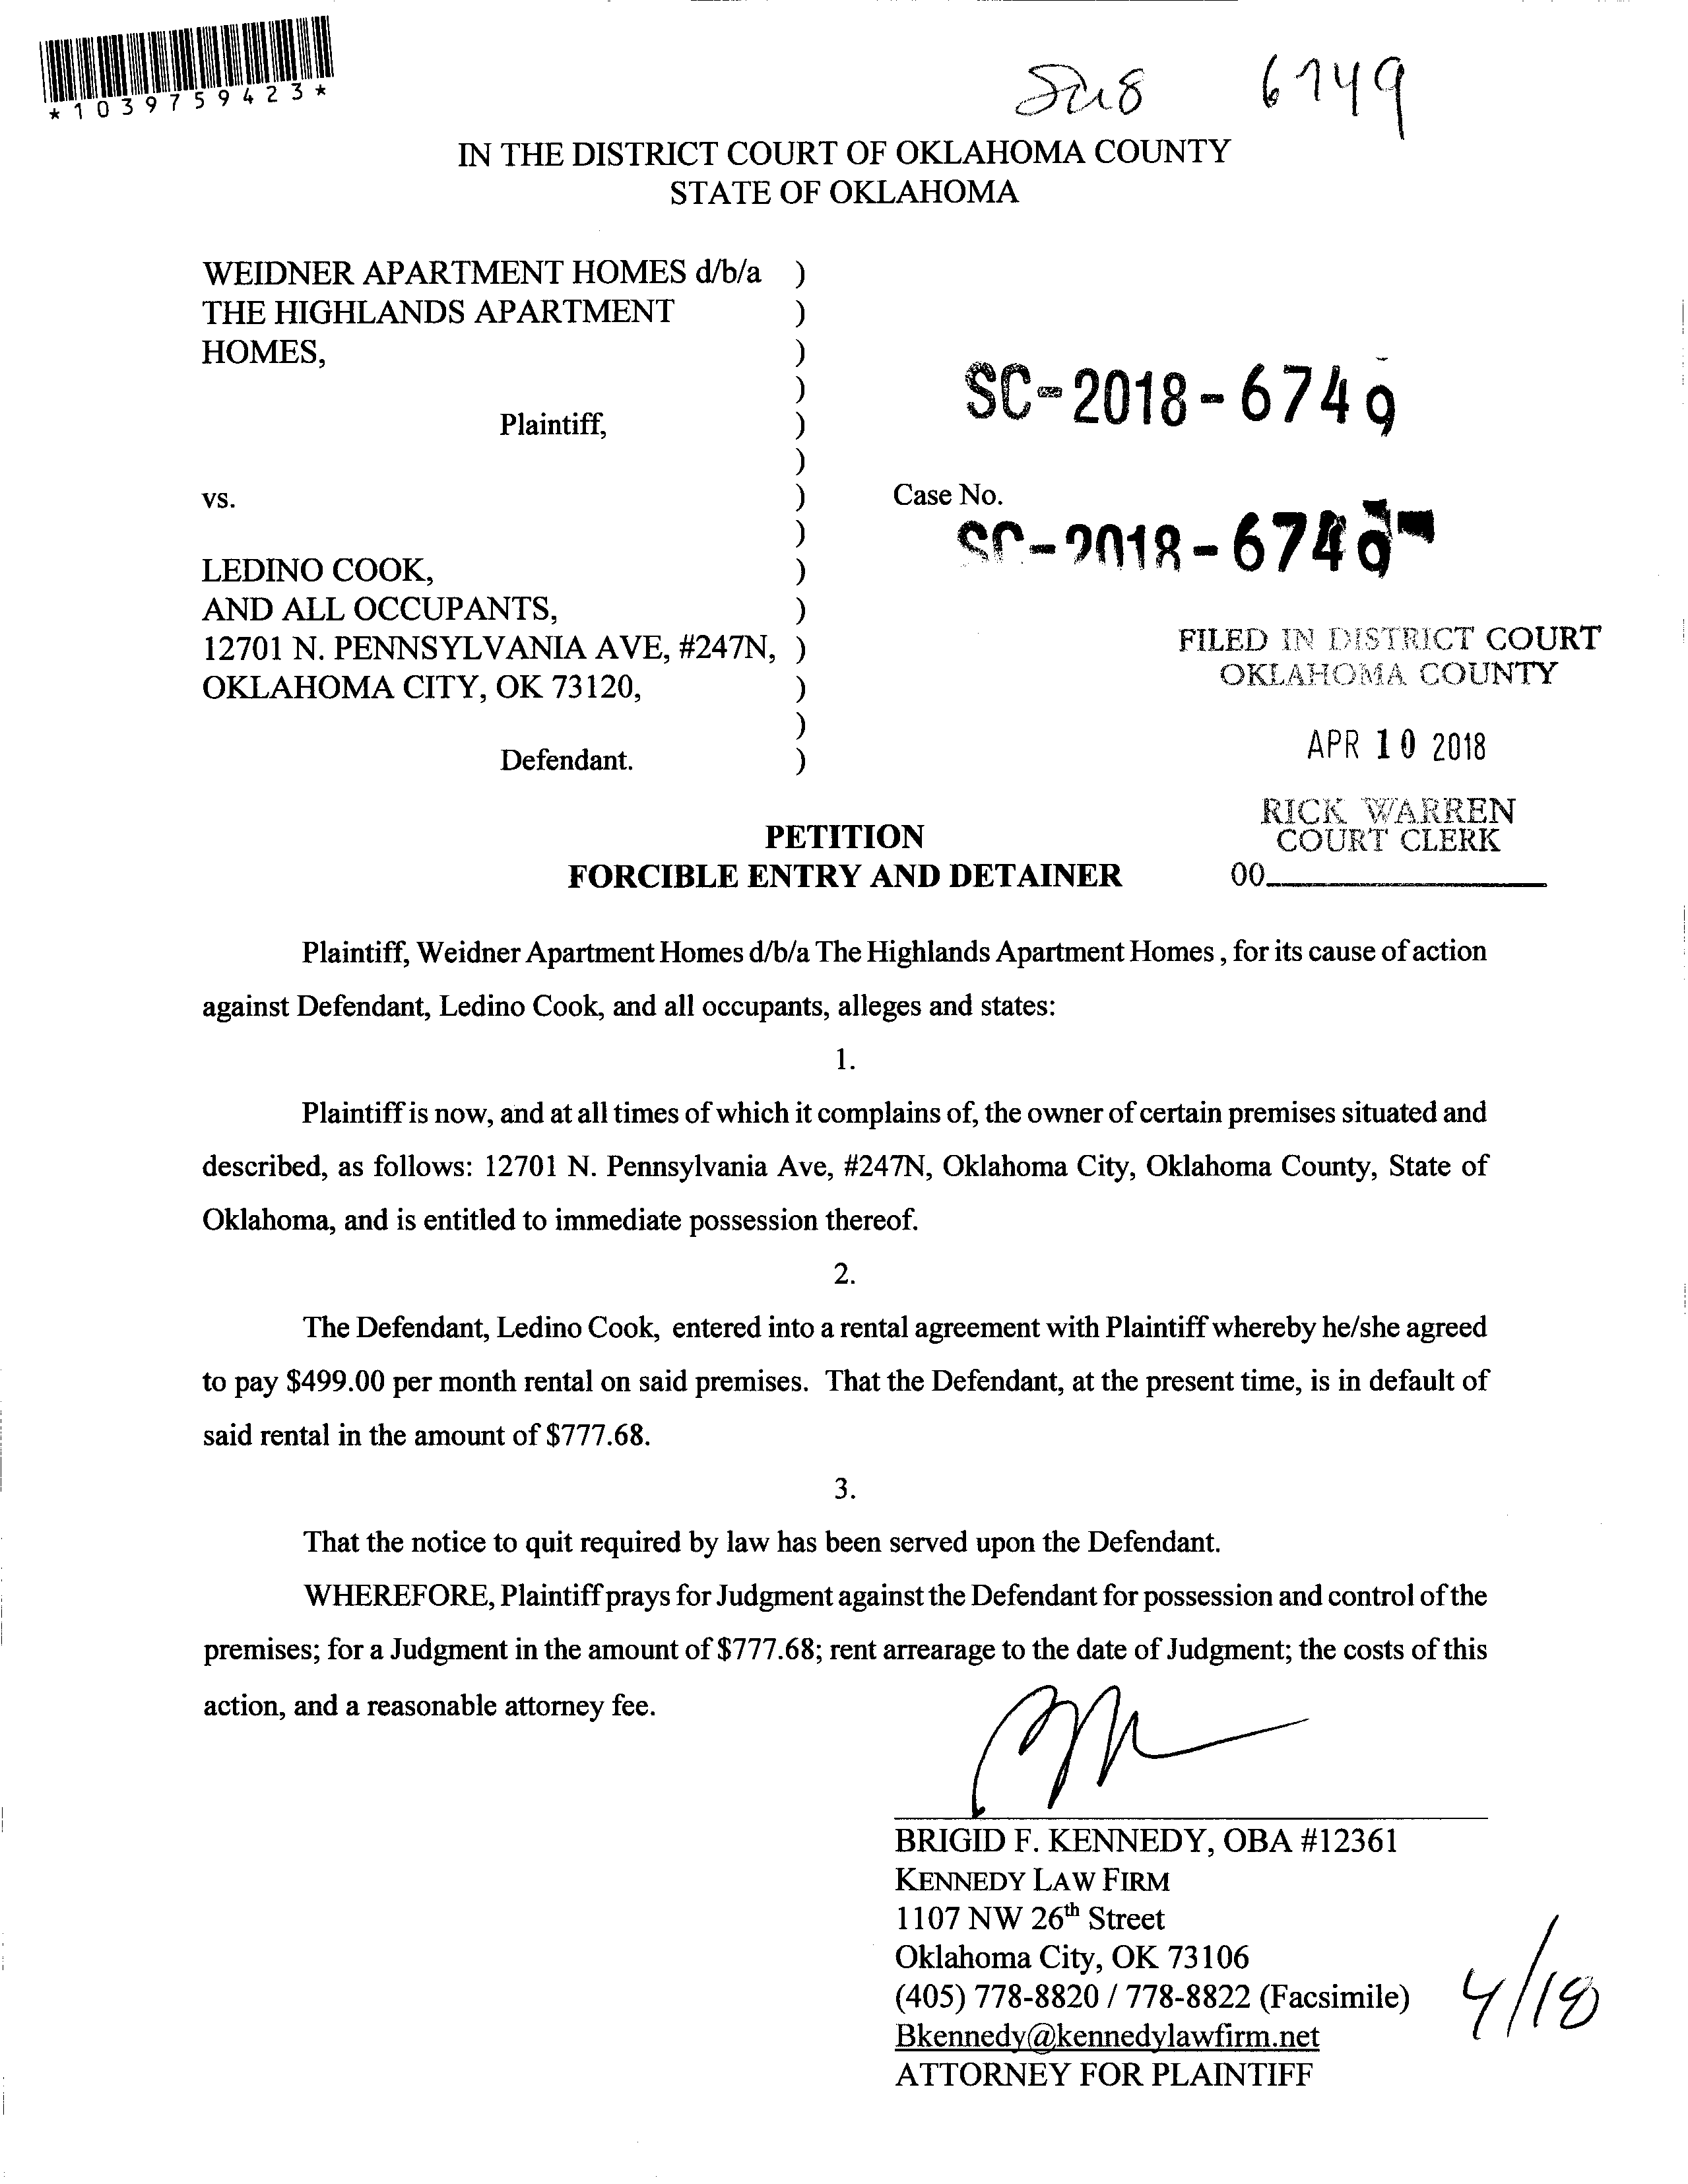 *1039759423*
6749
IN THE DISTRICT COURT OF OKLAHOMA COUNTY
STATE OF OKLAHOMA
WEIDNER APARTMENT HOMES d/b/a )
THE HIGHLANDS APARTMENT )
HOMES, )
)
Plaintiff, )
)
vs. )
)
LEDINO COOK, )
AND ALL OCCUPANTS, )
12701 N. PENNSYLVANIA AVE, #247N, )
OKLAHOMA CITY, OK 73120, )
)
Defendant. )
SC-2018-6749
Case No.
SC-2018-6749
FILED IN DISTRICT COURT
OKLAHOMA COUNTY
APR 10 2018
RICK WARREN
COURT CLERK
00
PETITION
FORCIBLE ENTRY AND DETAINER
Plaintiff, Weidner Apartment Homes d/b/a The Highlands Apartment Homes , for its cause of action
against Defendant, Ledino Cook, and all occupants, alleges and states:
1.
Plaintiff is now, and at all times of which it complains of, the owner of certain premises situated and
described, as follows: 12701 N. Pennsylvania Ave, #247N, Oklahoma City, Oklahoma County, State of
Oklahoma, and is entitled to immediate possession thereof.
2.
The Defendant, Ledino Cook, entered into a rental agreement with Plaintiff whereby he/she agreed
to pay $499.00 per month rental on said premises. That the Defendant, at the present time, is in default of
said rental in the amount of $777.68.
3.
That the notice to quit required by law has been served upon the Defendant.
WHEREFORE, Plaintiff prays for Judgment against the Defendant for possession and control of the
premises; for a Judgment in the amount of $777.68; rent arrearage to the date of Judgment; the costs of this
action, and a reasonable attorney fee.
BRIGID F. KENNEDY, OBA #12361
KENNEDY LAW FIRM
1107 NW 26th Street
Oklahoma City, OK 73106
(405) 778-8820 / 778-8822 (Facsimile)
Bkennedy@kennedylawfirm.net
ATTORNEY FOR PLAINTIFF
4/18